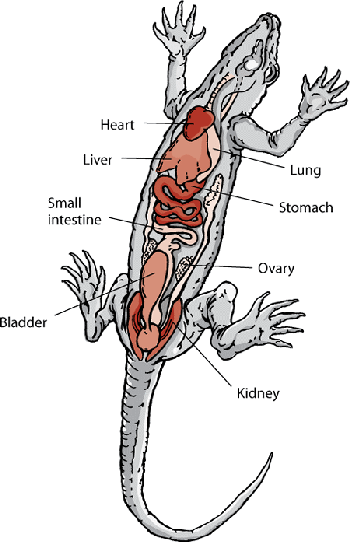 Heart
Liver
Lung
Small
intestine
Stomach
Ovary
Bladder
Kidney